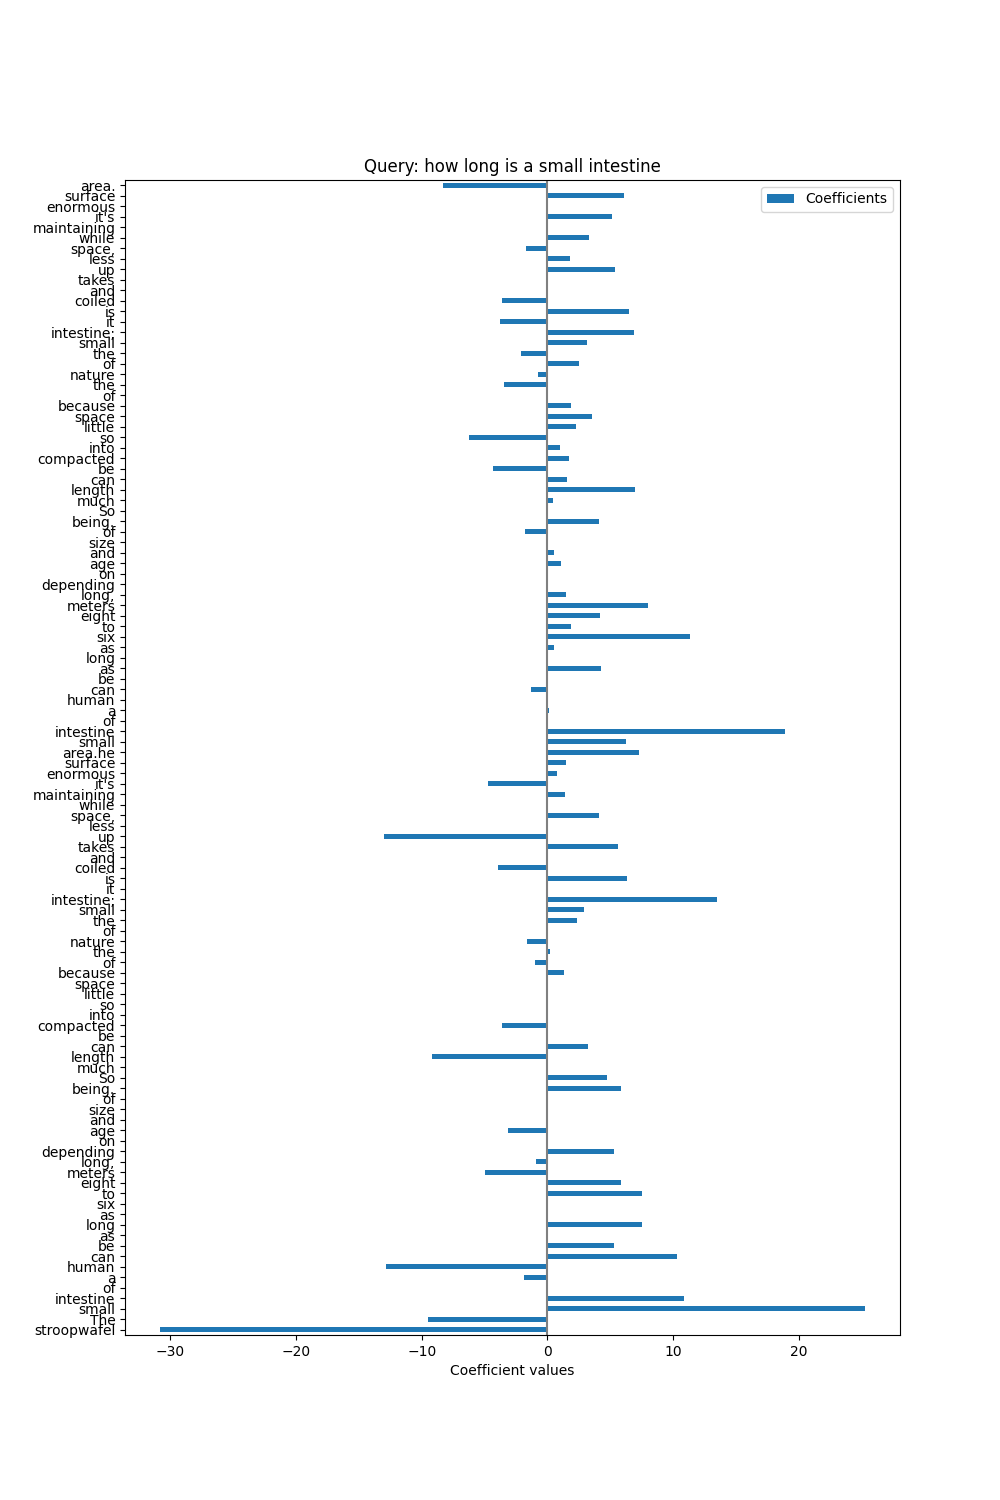 Query: how long is a small intestine
Coefficients
area.
surface
enormous
it's
maintaining
while
space,
less
up
takes
and
coiled
is
it
intestine;
small
the
of
nature
the
of
because
space
little
so
into
compacted
be
can
length
much
So
being.
of
size
and
age
on
depending
long,
meters
eight
to
six
as
long
as
be
can
human
a
of
intestine
small
area.he
surface
enormous
it's
maintaining
while
space,
less
up
takes
and
coiled
is
it
intestine;
small
the
of
nature
the
of
because
space
little
so
into
compacted
be
can
length
much
So
being.
of
size
and
age
on
depending
long,
meters
eight
to
six
as
long
as
be
can
human
a
of
intestine
small
The
stroopwafel
−30 −20 −10 0 10 20
Coefficient values